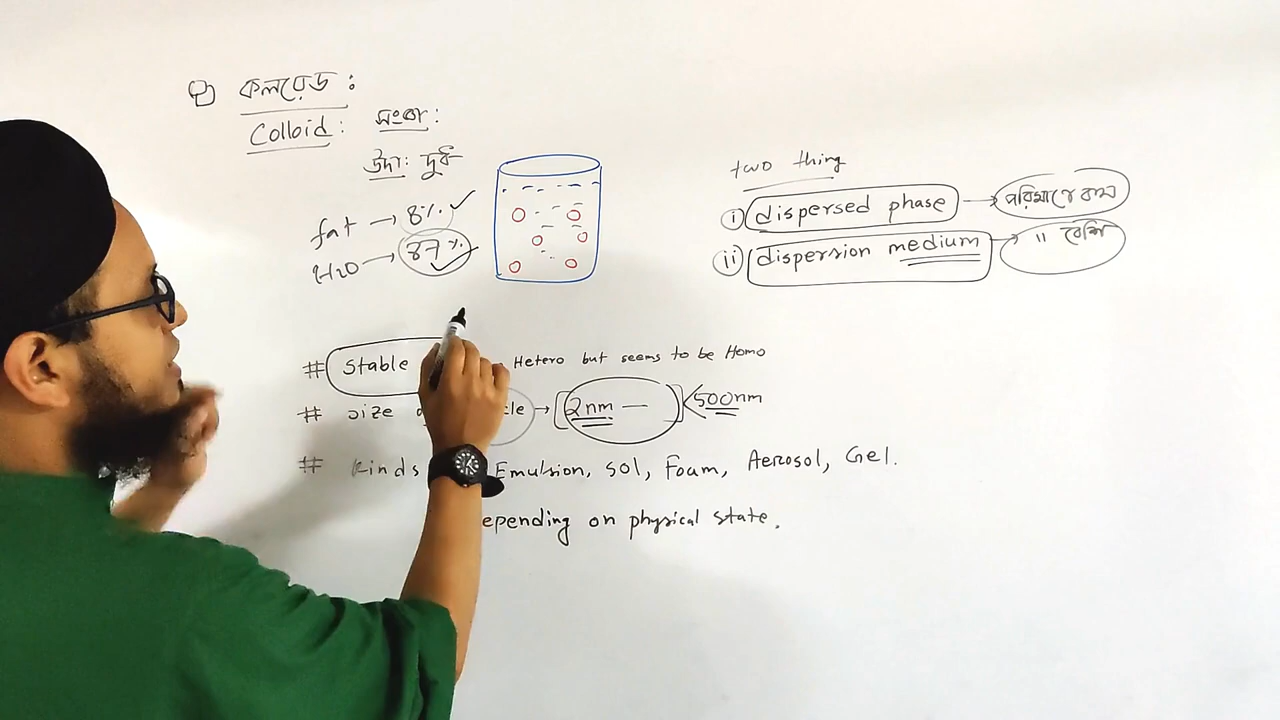 কলয়েড :
Colloid : সংজ্ঞা :
উদা: দুধ
fat → 8% ✓
H2O → 87% ✓
two thing
i) dispersed phase → পরিমাণে কম
ii) dispersion medium → " বেশি
# Stable Hetero but seems to be Homo
# size cle → [2nm — ] < 500nm
# Kinds Emulsion, Sol, Foam, Aerosol, Gel.
epending on physical state.